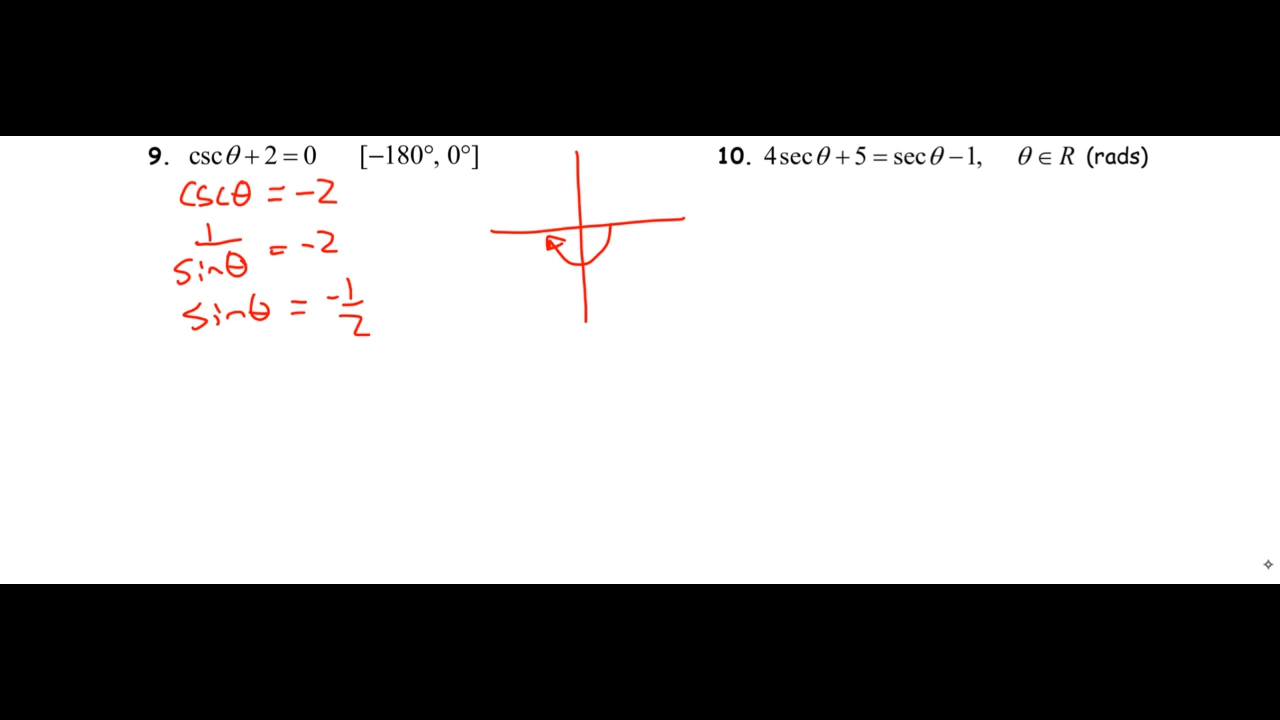 9. cscθ + 2 = 0 [−180°, 0°]
cscθ = −2
1/sinθ = −2
sinθ = −1/2
10. 4secθ + 5 = secθ − 1, θ ∈ R (rads)